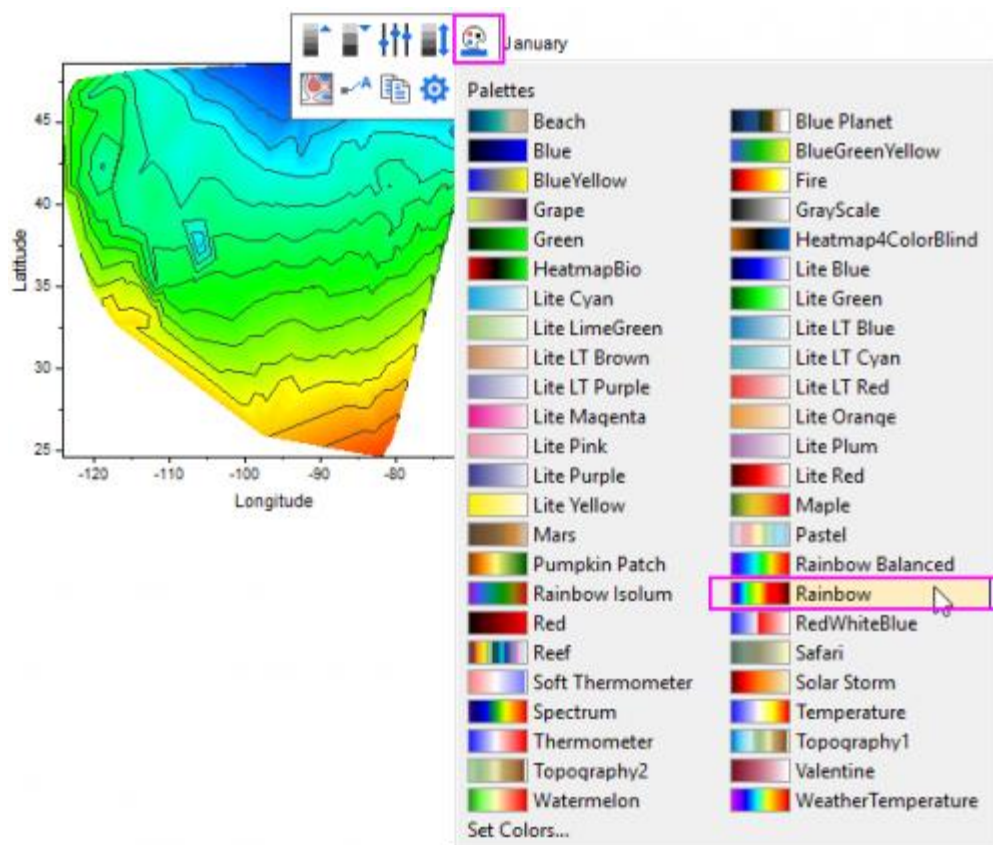 January
Palettes
Beach Blue Planet
Blue BlueGreenYellow
BlueYellow Fire
Grape GrayScale
Green Heatmap4ColorBlind
HeatmapBio Lite Blue
Lite Cyan Lite Green
Lite LimeGreen Lite LT Blue
Lite LT Brown Lite LT Cyan
Lite LT Purple Lite LT Red
Lite Magenta Lite Orange
Lite Pink Lite Plum
Lite Purple Lite Red
Lite Yellow Maple
Mars Pastel
Pumpkin Patch Rainbow Balanced
Rainbow Isolum Rainbow
Red RedWhiteBlue
Reef Safari
Soft Thermometer Solar Storm
Spectrum Temperature
Thermometer Topography1
Topography2 Valentine
Watermelon WeatherTemperature
Set Colors...
A
Latitude
45
40
35
30
25
-120 -110 -100 -90 -80
Longitude